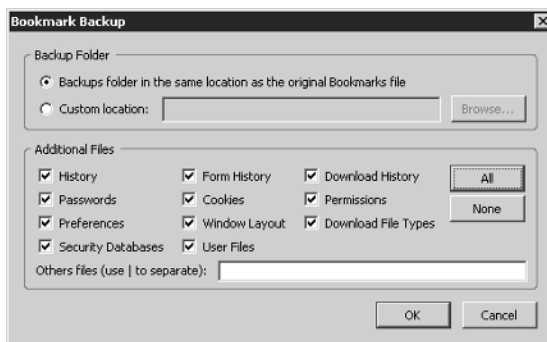 Bookmark Backup
Backup Folder
Backups folder in the same location as the original Bookmarks file
Custom location: Browse...
Additional Files
History Form History Download History All
Passwords Cookies Permissions
None
Preferences Window Layout Download File Types
Security Databases User Files
Others files (use | to separate):
OK Cancel